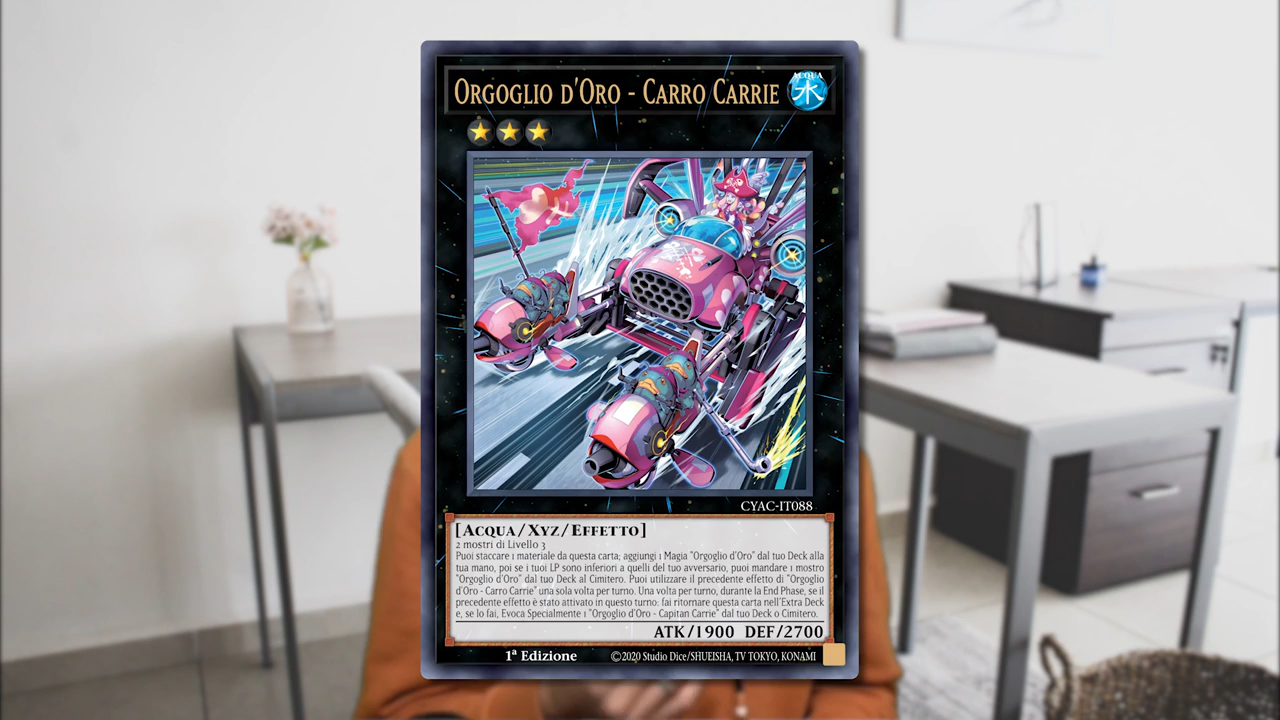 Orgoglio d'Oro - Carro Carrie
ACQUA
水
CYAC-IT088
[Acqua/Xyz/Effetto]
2 mostri di Livello 3
Puoi staccare 1 materiale da questa carta; aggiungi 1 Magia "Orgoglio d'Oro" dal tuo Deck alla
tua mano, poi se i tuoi LP sono inferiori a quelli del tuo avversario, puoi mandare 1 mostro
"Orgoglio d'Oro" dal tuo Deck al Cimitero. Puoi utilizzare il precedente effetto di "Orgoglio
d'Oro - Carro Carrie" una sola volta per turno. Una volta per turno, durante la End Phase, se il
precedente effetto è stato attivato in questo turno: fai ritornare questa carta nell'Extra Deck
e, se lo fai, Evoca Specialmente 1 "Orgoglio d'Oro - Capitan Carrie" dal tuo Deck o Cimitero.
ATK/1900 DEF/2700
1ª Edizione
©2020 Studio Dice/SHUEISHA, TV TOKYO, KONAMI